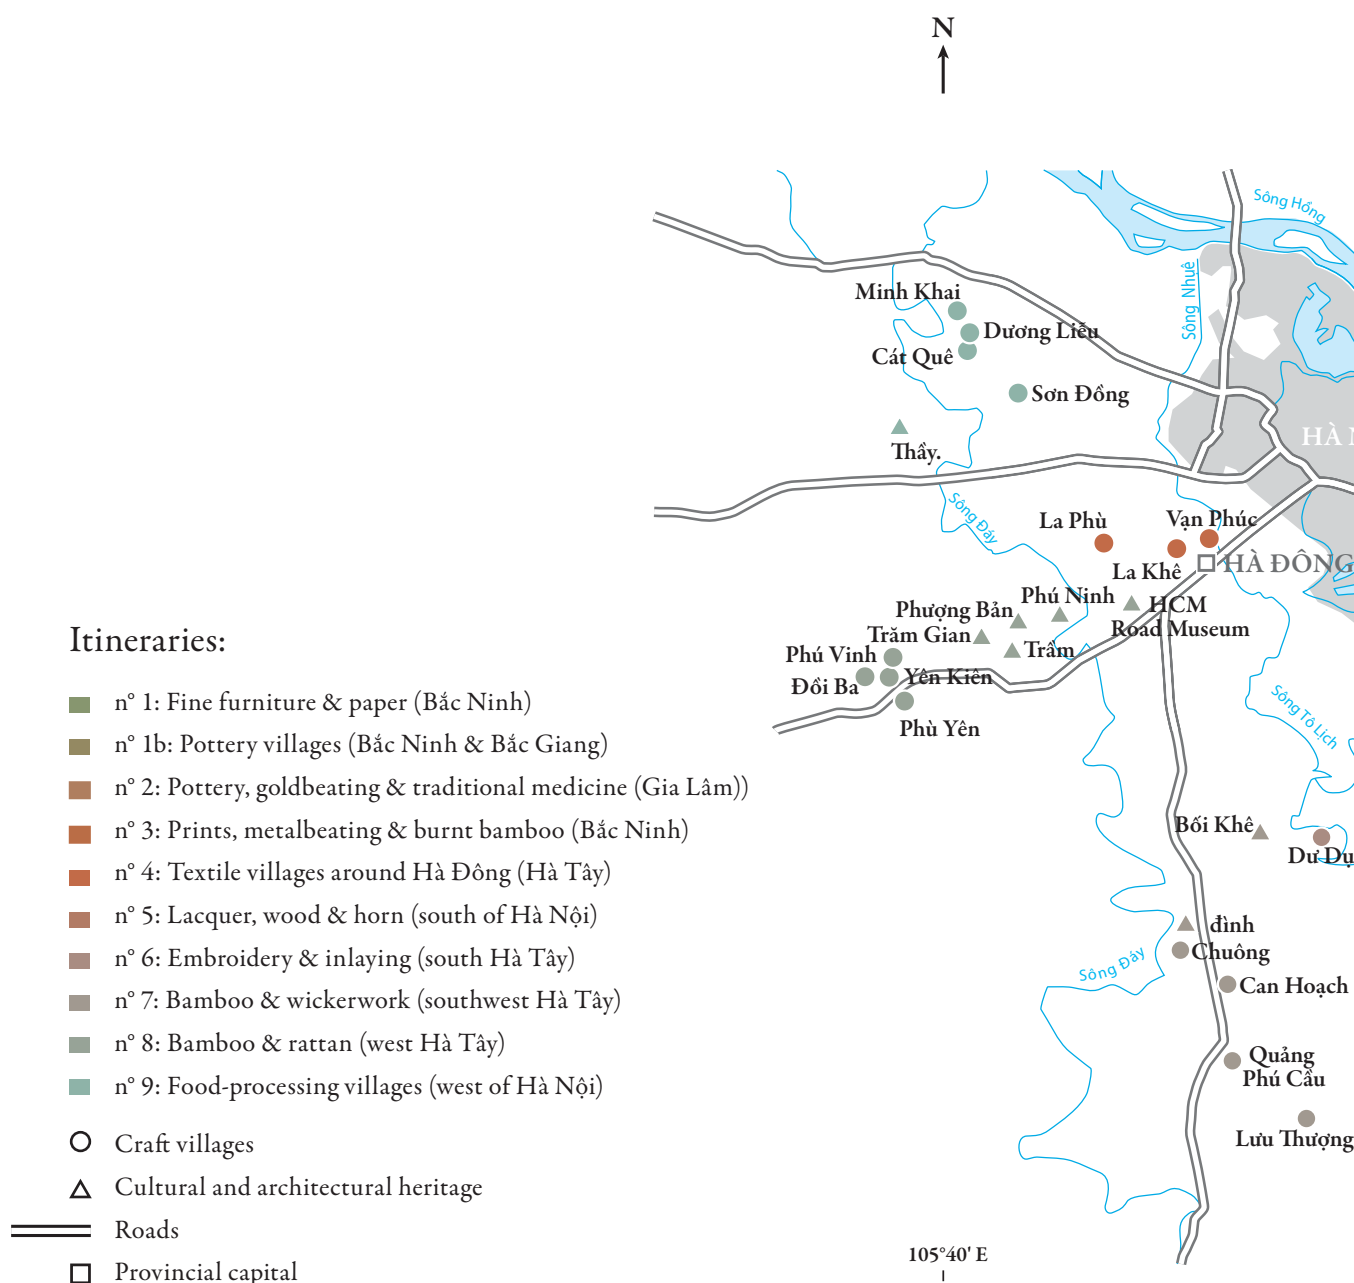 N
Sông Hồng
Sông Nhuệ
Minh Khai
Dương Liễu
Cát Quê
Sơn Đồng
Thầy.
HÀ N
Sông Đáy
La Phù
Vạn Phúc
La Khê
HÀ ĐÔNG
Phú Ninh
HCM
Road Museum
Phượng Bản
Trăm Gian
Trầm
Phú Vinh
Yên Kiên
Đồi Ba
Phù Yên
Sông Tô Lịch
Bối Khê
Dư Dụ
đình
Chuông
Sông Đáy
Can Hoạch
Quảng
Phú Cầu
Lưu Thượng
105°40' E
Itineraries:
n° 1: Fine furniture & paper (Bắc Ninh)
n° 1b: Pottery villages (Bắc Ninh & Bắc Giang)
n° 2: Pottery, goldbeating & traditional medicine (Gia Lâm))
n° 3: Prints, metalbeating & burnt bamboo (Bắc Ninh)
n° 4: Textile villages around Hà Đông (Hà Tây)
n° 5: Lacquer, wood & horn (south of Hà Nội)
n° 6: Embroidery & inlaying (south Hà Tây)
n° 7: Bamboo & wickerwork (southwest Hà Tây)
n° 8: Bamboo & rattan (west Hà Tây)
n° 9: Food-processing villages (west of Hà Nội)
Craft villages
Cultural and architectural heritage
Roads
Provincial capital